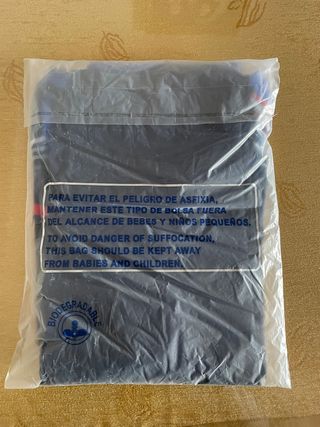 PARA EVITAR EL PELIGRO DE ASFIXIA,
MANTENER ESTE TIPO DE BOLSA FUERA
DEL ALCANCE DE BEBES Y NIÑOS PEQUEÑOS.
TO AVOID DANGER OF SUFFOCATION,
THIS BAG SHOULD BE KEPT AWAY
FROM BABIES AND CHILDREN.
BIODEGRADABLE